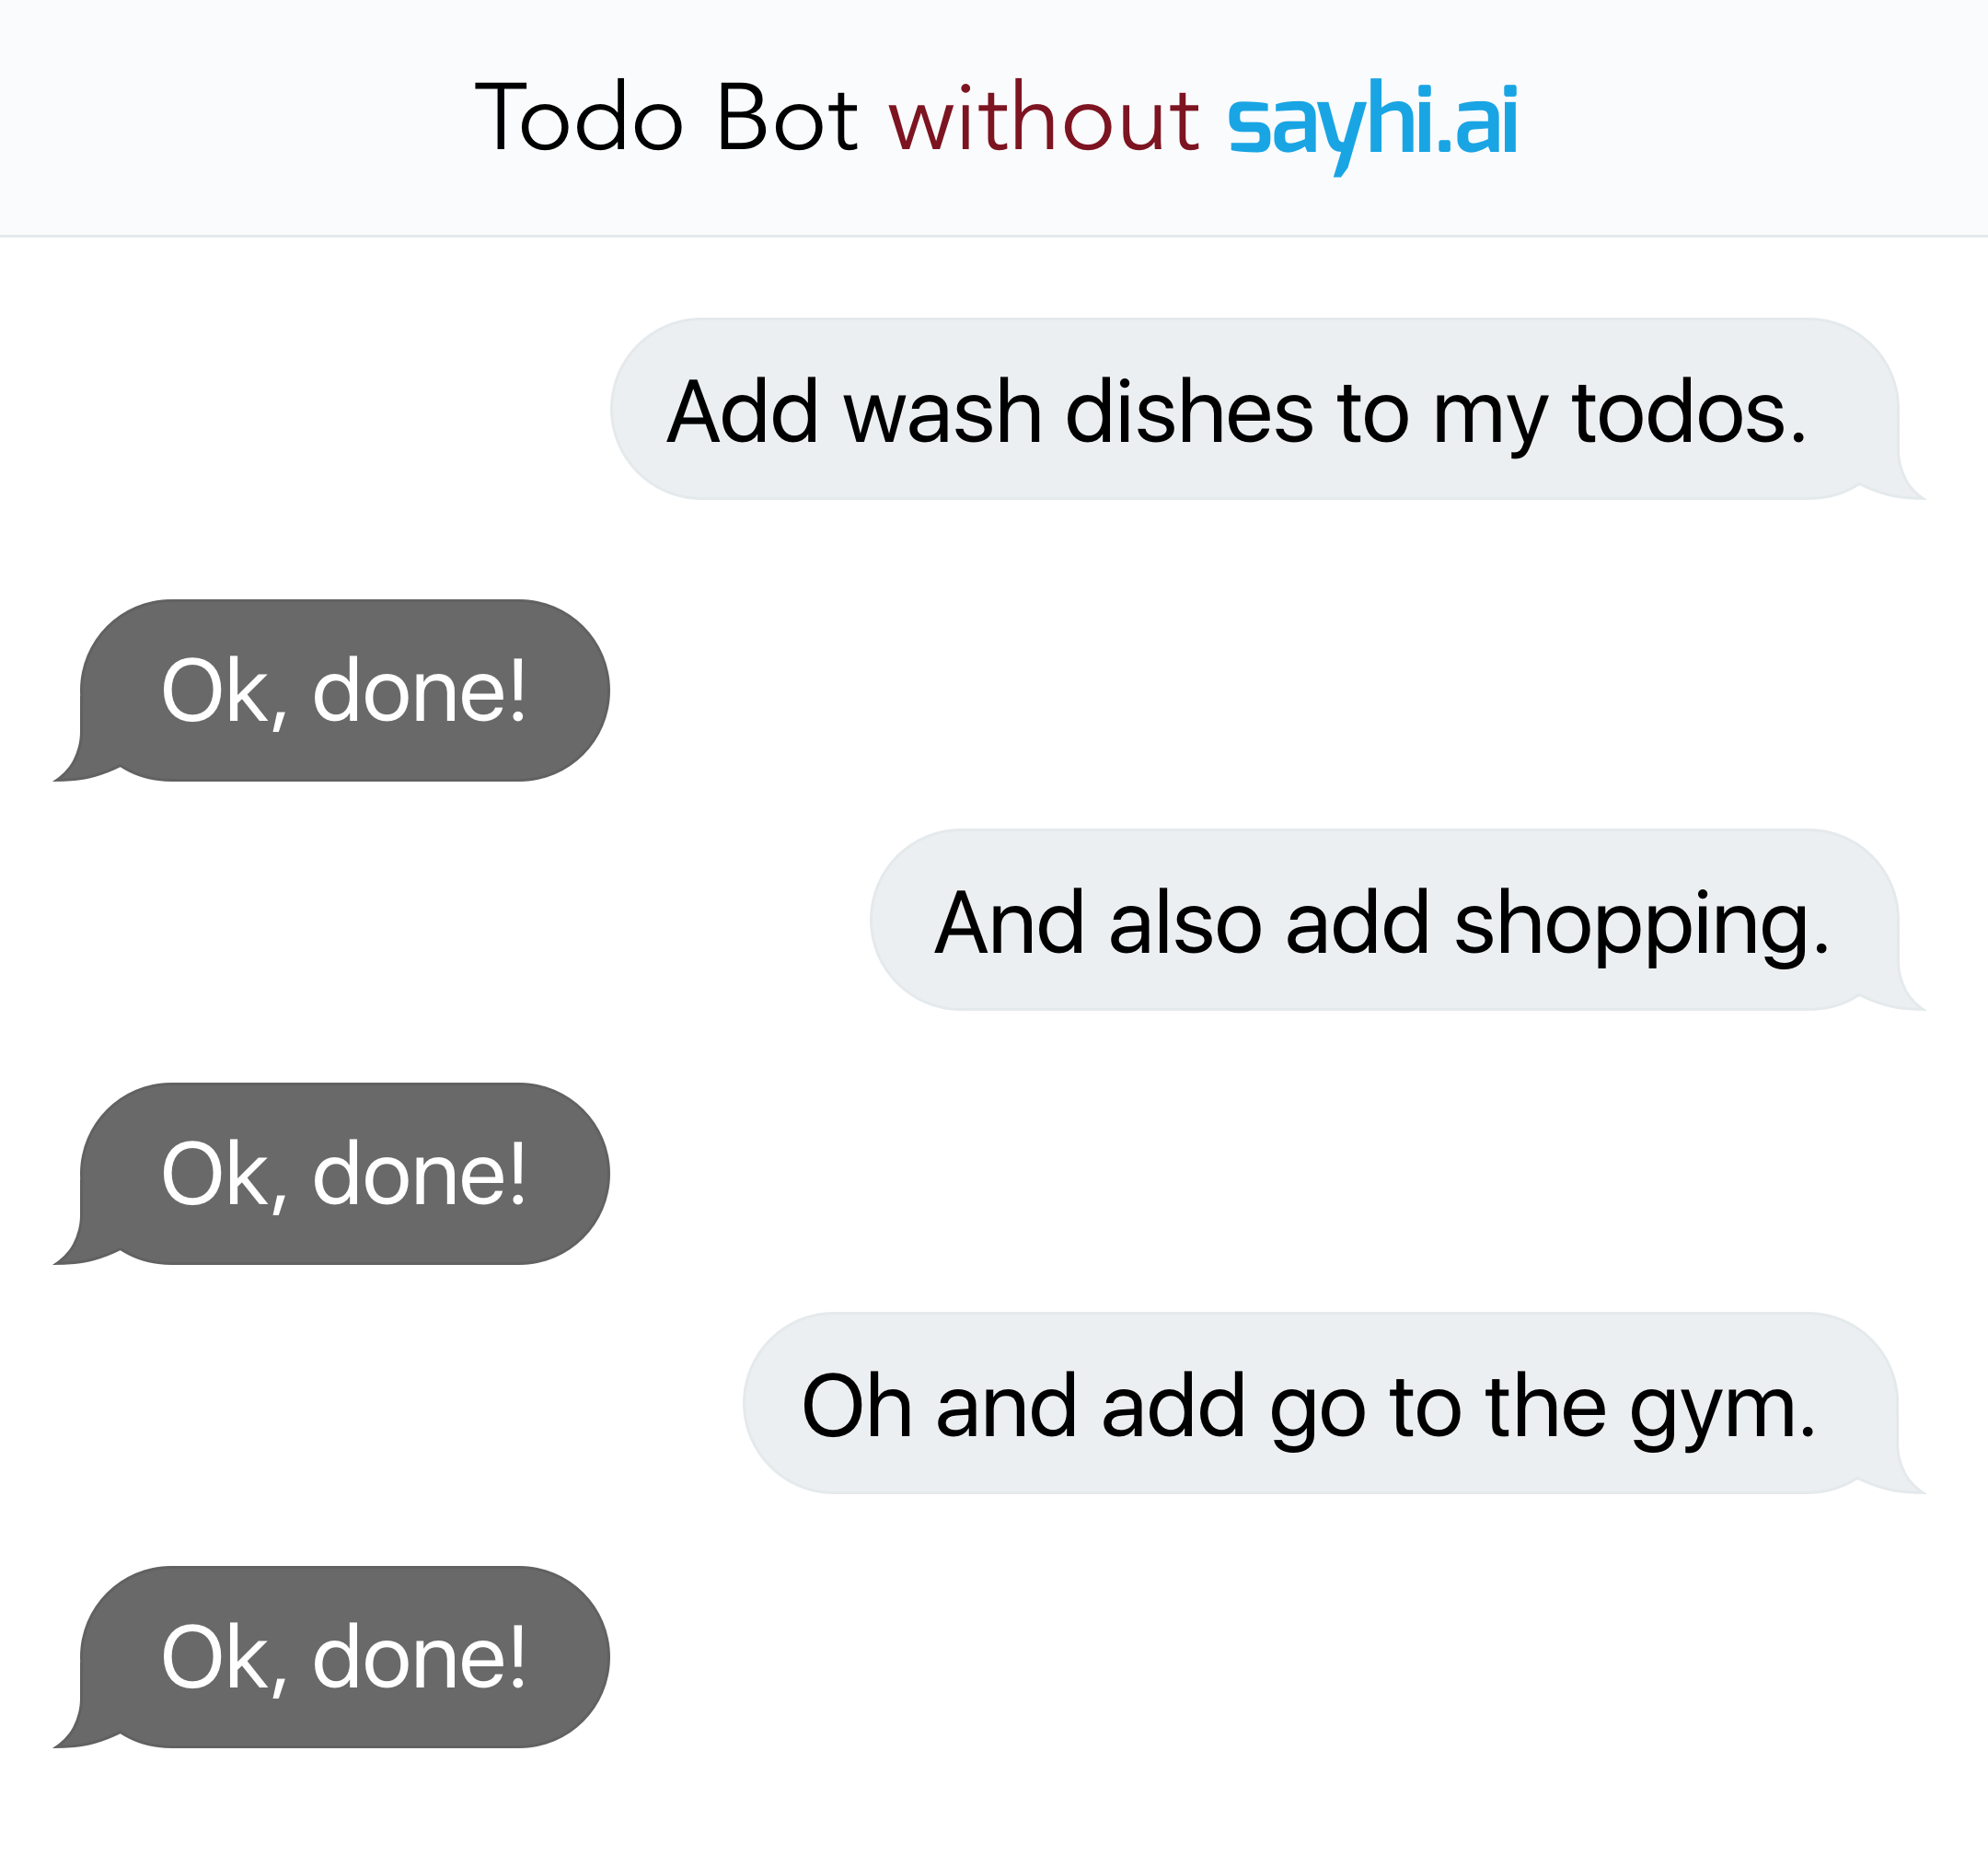 Todo Bot without sayhi.ai
Add wash dishes to my todos.
Ok, done!
And also add shopping.
Ok, done!
Oh and add go to the gym.
Ok, done!